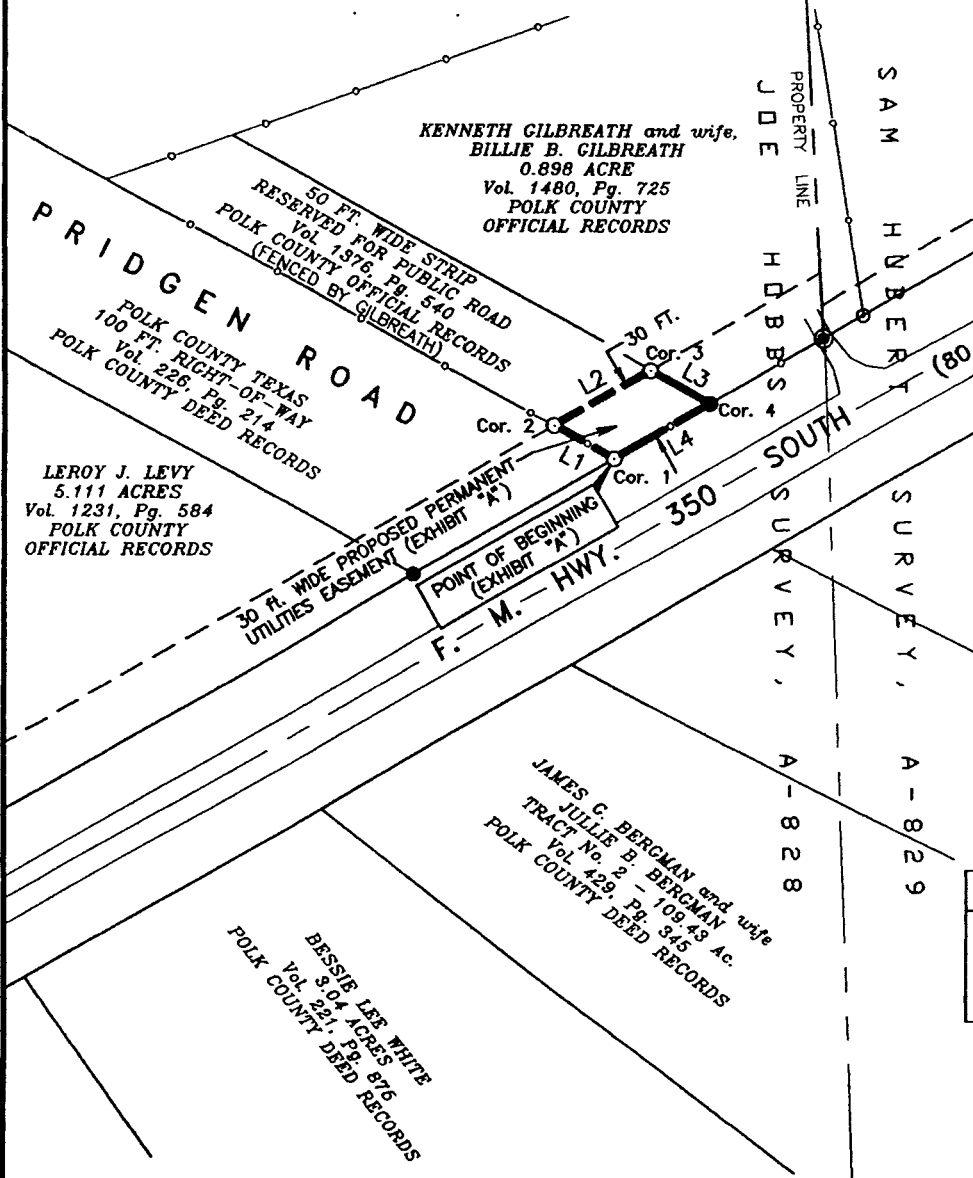 KENNETH GILBREATH and wife,
BILLIE B. GILBREATH
0.898 ACRE
Vol. 1480, Pg. 725
POLK COUNTY
OFFICIAL RECORDS
PROPERTY LINE
JOE HOBBS SURVEY, A-828
SAM HUBERT SURVEY, A-829
50 FT. WIDE STRIP
RESERVED FOR PUBLIC ROAD
Vol. 1376, Pg. 540
POLK COUNTY OFFICIAL RECORDS
(FENCED BY GILBREATH)
PRIDGEN ROAD
POLK COUNTY TEXAS
100 FT. RIGHT-OF-WAY
Vol. 226, Pg. 214
POLK COUNTY DEED RECORDS
LEROY J. LEVY
5.111 ACRES
Vol. 1231, Pg. 584
POLK COUNTY
OFFICIAL RECORDS
30 FT.
Cor. 3
L2
L3
Cor. 4
Cor. 2
L1
L4
Cor. 1
30 ft. WIDE PROPOSED PERMANENT
UTILITIES EASEMENT (EXHIBIT "A")
POINT OF BEGINNING
(EXHIBIT "A")
F. M. HWY. 350 SOUTH (80
JAMES C. BERGMAN and wife
JULLIE B. BERGMAN
TRACT No. 2 - 109.43 Ac.
Vol. 429, Pg. 345
POLK COUNTY DEED RECORDS
BESSIE LEE WHITE
3.04 ACRES
Vol. 221, Pg. 876
POLK COUNTY DEED RECORDS